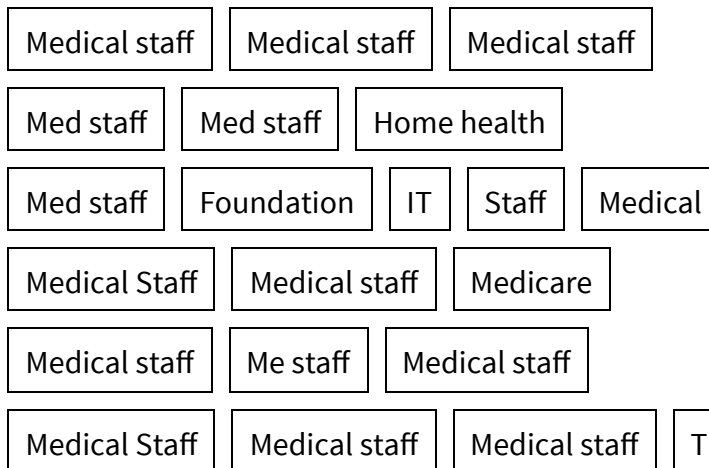 Medical staff Medical staff Medical staff
Med staff Med staff Home health
Med staff Foundation IT Staff Medical
Medical Staff Medical staff Medicare
Medical staff Me staff Medical staff
Medical Staff Medical staff Medical staff T